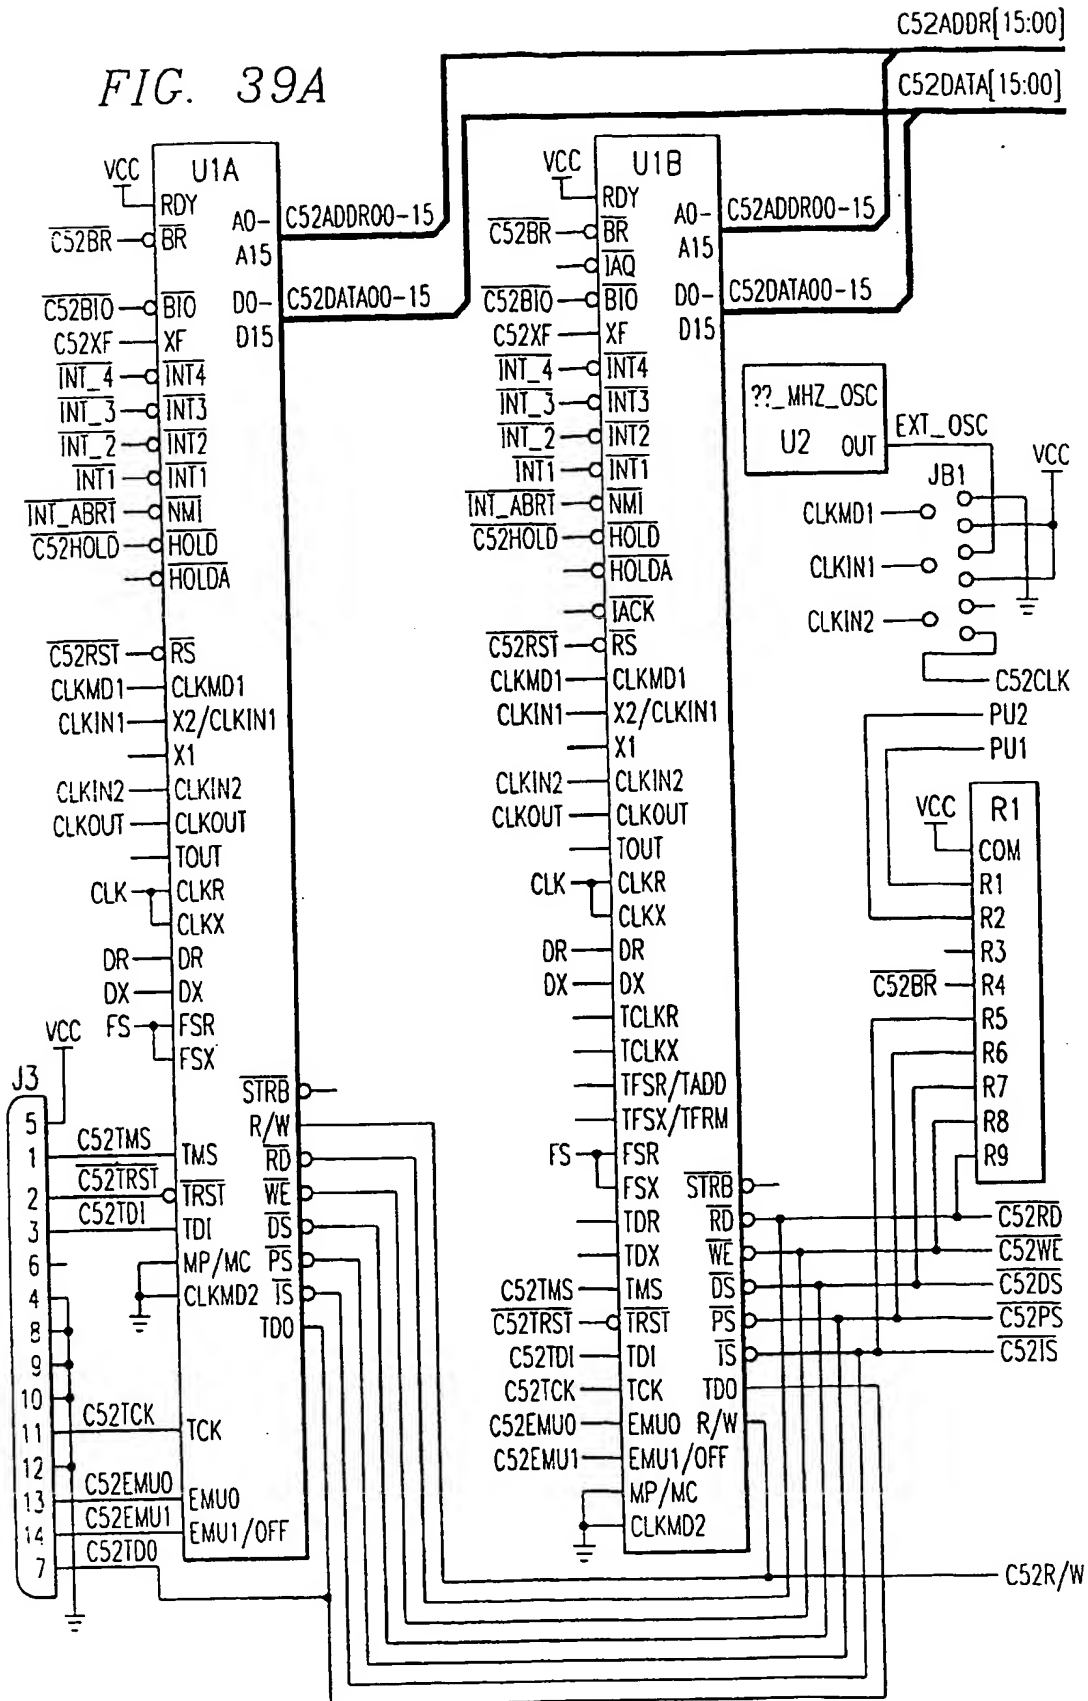 C52ADDR[15:00]
FIG. 39A
C52DATA[15:00]
VCC
U1A
RDY
C52BR
BR
A0-
A15
C52ADDR00-15
C52BIO
BIO
D0-
D15
C52DATA00-15
C52XF
XF
INT_4
INT4
INT_3
INT3
INT_2
INT2
INT1
INT1
INT_ABRT
NMI
C52HOLD
HOLD
HOLDA
C52RST
RS
CLKMD1
CLKMD1
CLKIN1
X2/CLKIN1
X1
CLKIN2
CLKIN2
CLKOUT
CLKOUT
TOUT
CLK
CLKR
CLKX
DR
DR
DX
DX
FS
FSR
FSX
STRB
R/W
TMS
RD
TRST
WE
TDI
DS
MP/MC
PS
CLKMD2
IS
TDO
TCK
EMU0
EMU1/OFF
VCC
J3
5
1
C52TMS
2
C52TRST
3
C52TDI
6
4
8
9
10
11
C52TCK
12
13
C52EMU0
14
C52EMU1
7
C52TDO
VCC
U1B
RDY
C52BR
BR
A0-
A15
C52ADDR00-15
IAQ
C52BIO
BIO
D0-
D15
C52DATA00-15
C52XF
XF
INT_4
INT4
INT_3
INT3
INT_2
INT2
INT1
INT1
INT_ABRT
NMI
C52HOLD
HOLD
HOLDA
IACK
C52RST
RS
CLKMD1
CLKMD1
CLKIN1
X2/CLKIN1
X1
CLKIN2
CLKIN2
CLKOUT
CLKOUT
TOUT
CLK
CLKR
CLKX
DR
DR
DX
DX
TCLKR
TCLKX
TFSR/TADD
TFSX/TFRM
FS
FSR
FSX
STRB
TDR
RD
TDX
WE
C52TMS
TMS
DS
C52TRST
TRST
PS
C52TDI
TDI
IS
C52TCK
TCK
TDO
C52EMU0
EMU0
R/W
C52EMU1
EMU1/OFF
MP/MC
CLKMD2
??_MHZ_OSC
U2
OUT
EXT_OSC
VCC
JB1
CLKMD1
CLKIN1
CLKIN2
C52CLK
PU2
PU1
VCC
R1
COM
R1
R2
R3
C52BR
R4
R5
R6
R7
R8
R9
C52RD
C52WE
C52DS
C52PS
C52IS
C52R/W